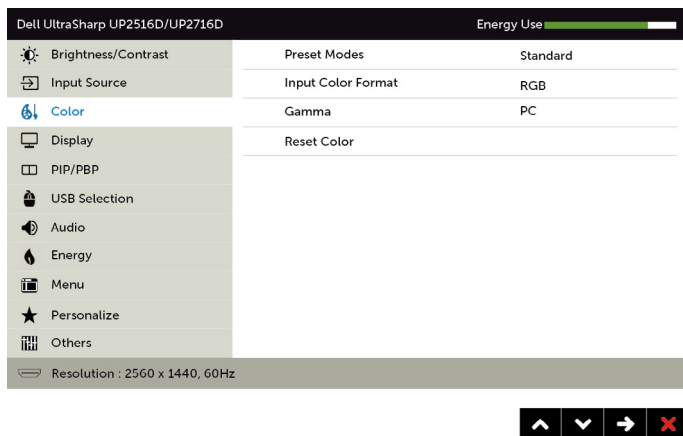 Dell UltraSharp UP2516D/UP2716D Energy Use
Brightness/Contrast
Input Source
Color
Display
PIP/PBP
USB Selection
Audio
Energy
Menu
Personalize
Others
Preset Modes Standard
Input Color Format RGB
Gamma PC
Reset Color
Resolution : 2560 x 1440, 60Hz